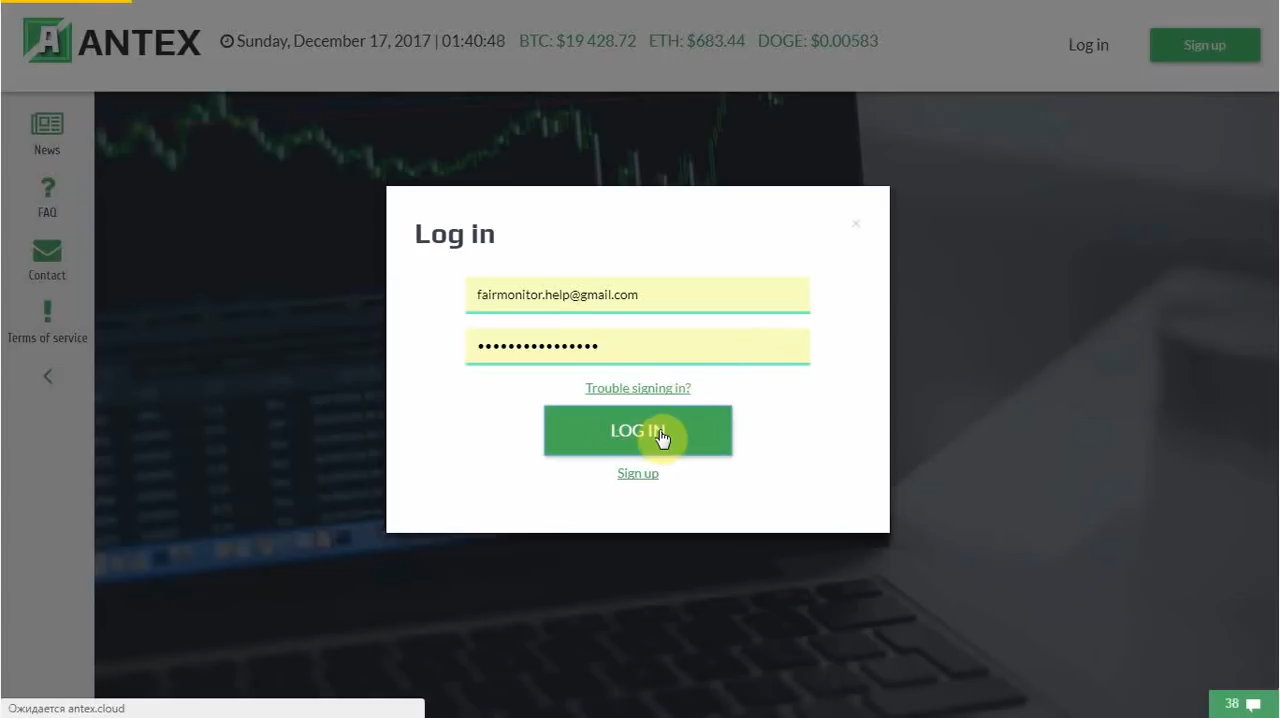 A ANTEX
Sunday, December 17, 2017 | 01:40:48 BTC: $19 428.72 ETH: $683.44 DOGE: $0.00583
Log in
Sign up
News
?
FAQ
Contact
!
Terms of service
Log in
×
fairmonitor.help@gmail.com
••••••••••••••••
Trouble signing in?
LOG IN
Sign up
Ожидается antex.cloud
38